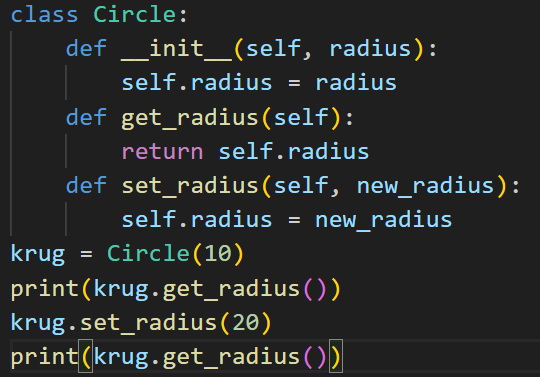 class Circle:
    def __init__(self, radius):
        self.radius = radius
    def get_radius(self):
        return self.radius
    def set_radius(self, new_radius):
        self.radius = new_radius
krug = Circle(10)
print(krug.get_radius())
krug.set_radius(20)
print(krug.get_radius())